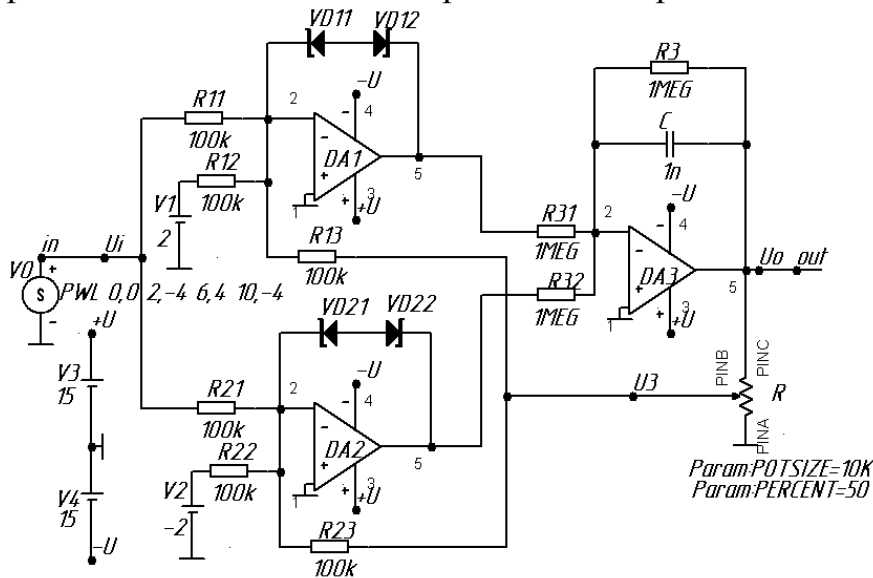 VD11 VD12
-U
R11
2
4
100k
DA1
R12
100k
5
V1
2
1
3
+U
R13
100k
in
Ui
V0
S
PWL 0,0 2,-4 6,4 10,-4
+U
V3
15
V4
15
-U
R3
1MEG
C
1n
-U
R31
1MEG
2
4
DA3
R32
1MEG
5
1
3
+U
Uo
out
VD21 VD22
-U
R21
2
4
100k
DA2
R22
100k
5
V2
-2
1
3
+U
R23
100k
U3
PINB
PINC
R
PINA
Param:POTSIZE=10K
Param:PERCENT=50